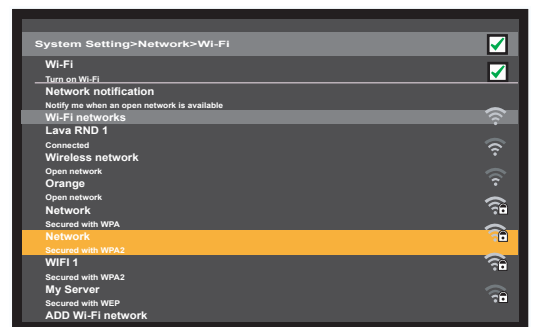 System Setting>Network>Wi-Fi
Wi-Fi
Turn on Wi-Fi
Network notification
Notify me when an open network is available
Wi-Fi networks
Lava RND 1
Connected
Wireless network
Open network
Orange
Open network
Network
Secured with WPA
Network
Secured with WPA2
WIFI 1
Secured with WPA2
My Server
Secured with WEP
ADD Wi-Fi network